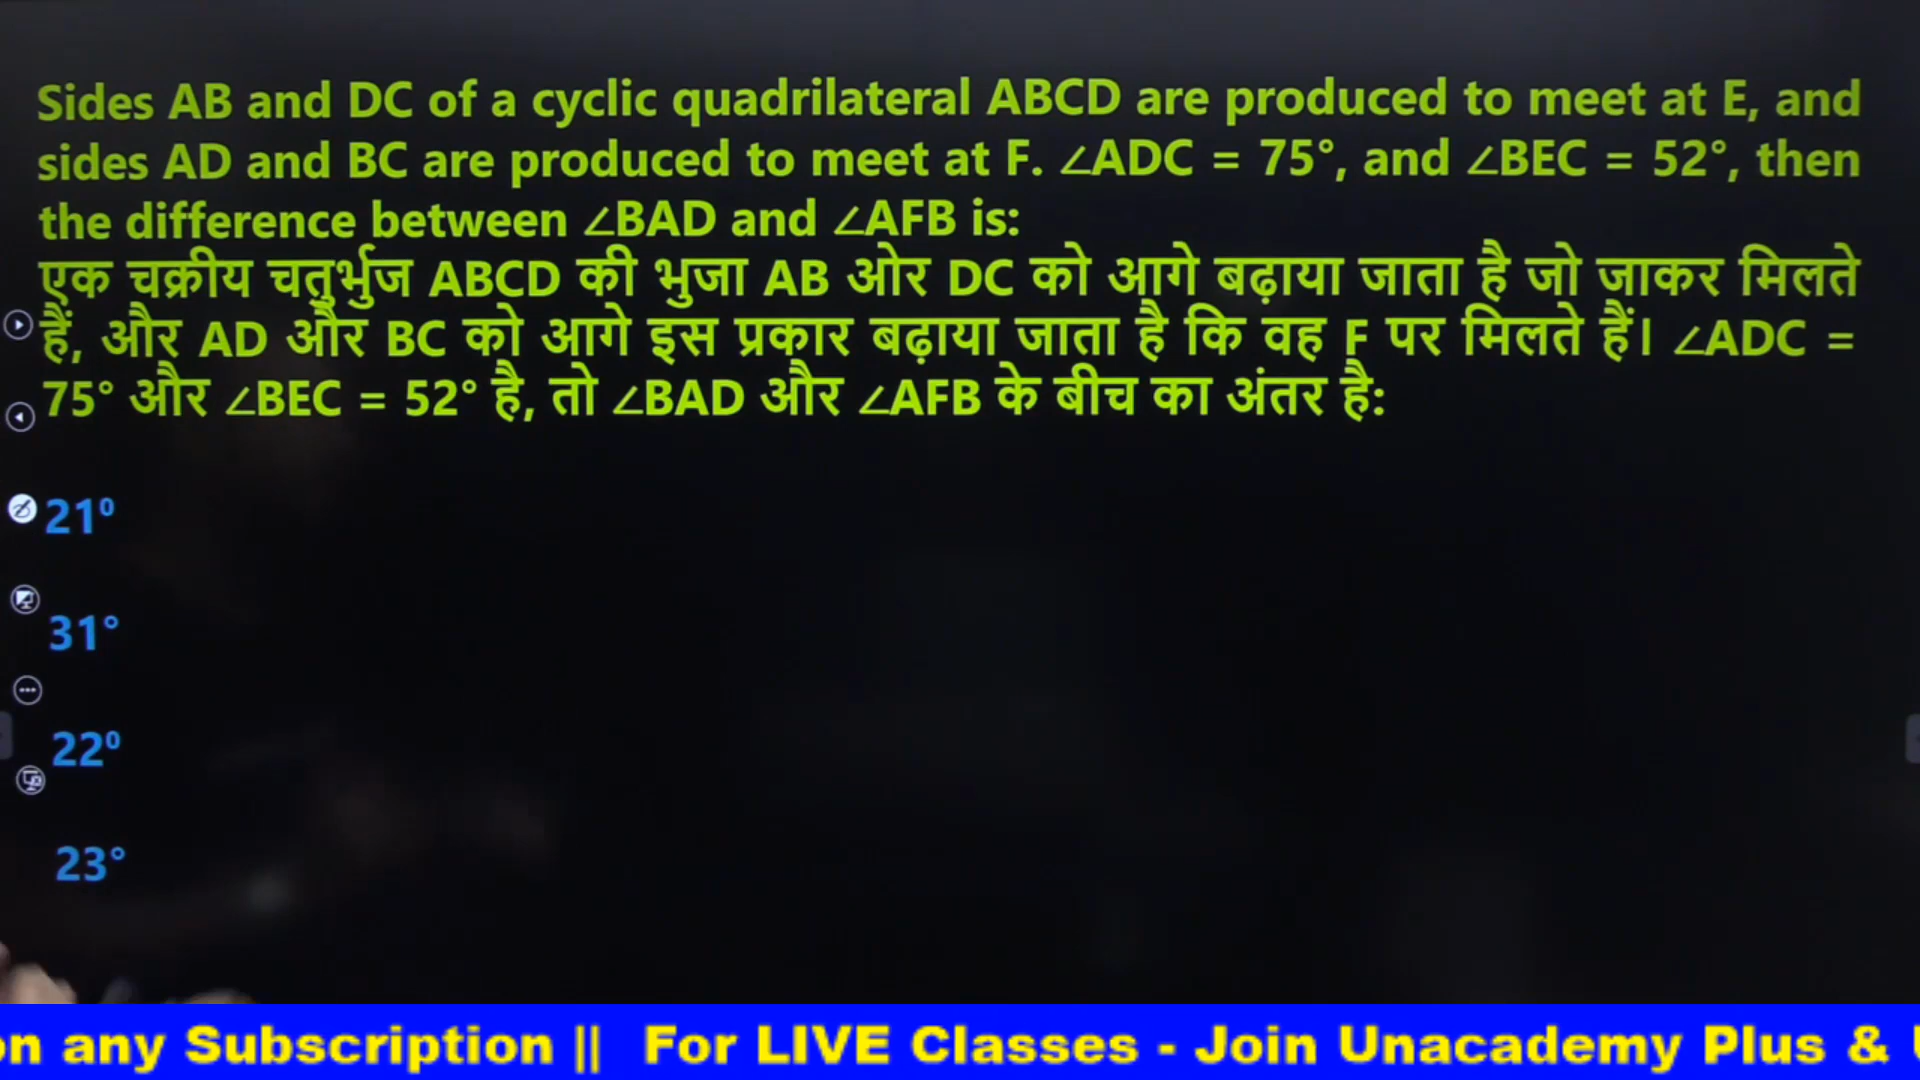 Sides AB and DC of a cyclic quadrilateral ABCD are produced to meet at E, and
sides AD and BC are produced to meet at F. ∠ADC = 75°, and ∠BEC = 52°, then
the difference between ∠BAD and ∠AFB is:
एक चक्रीय चतुर्भुज ABCD की भुजा AB ओर DC को आगे बढ़ाया जाता है जो जाकर मिलते
हैं, और AD और BC को आगे इस प्रकार बढ़ाया जाता है कि वह F पर मिलते हैं। ∠ADC =
75° और ∠BEC = 52° है, तो ∠BAD और ∠AFB के बीच का अंतर है:
21⁰
31°
22⁰
23°
on any Subscription || For LIVE Classes - Join Unacademy Plus &